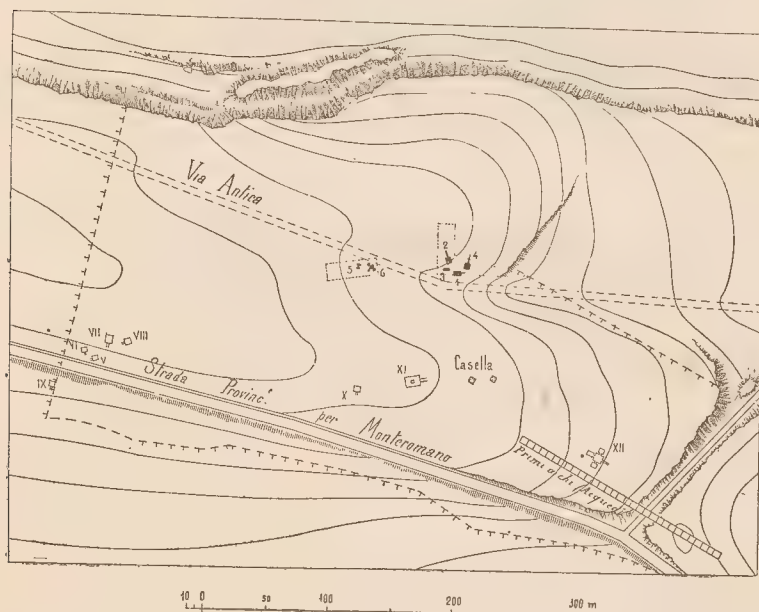 Via Antica
2
4
5
6
3
1
VII
VIII
VI
V
IX
Strada Provinc.ˡ
per Monteromano
X
XI
Casella
XII
Primi archi Acqued.
10 0 50 100 200 300 m